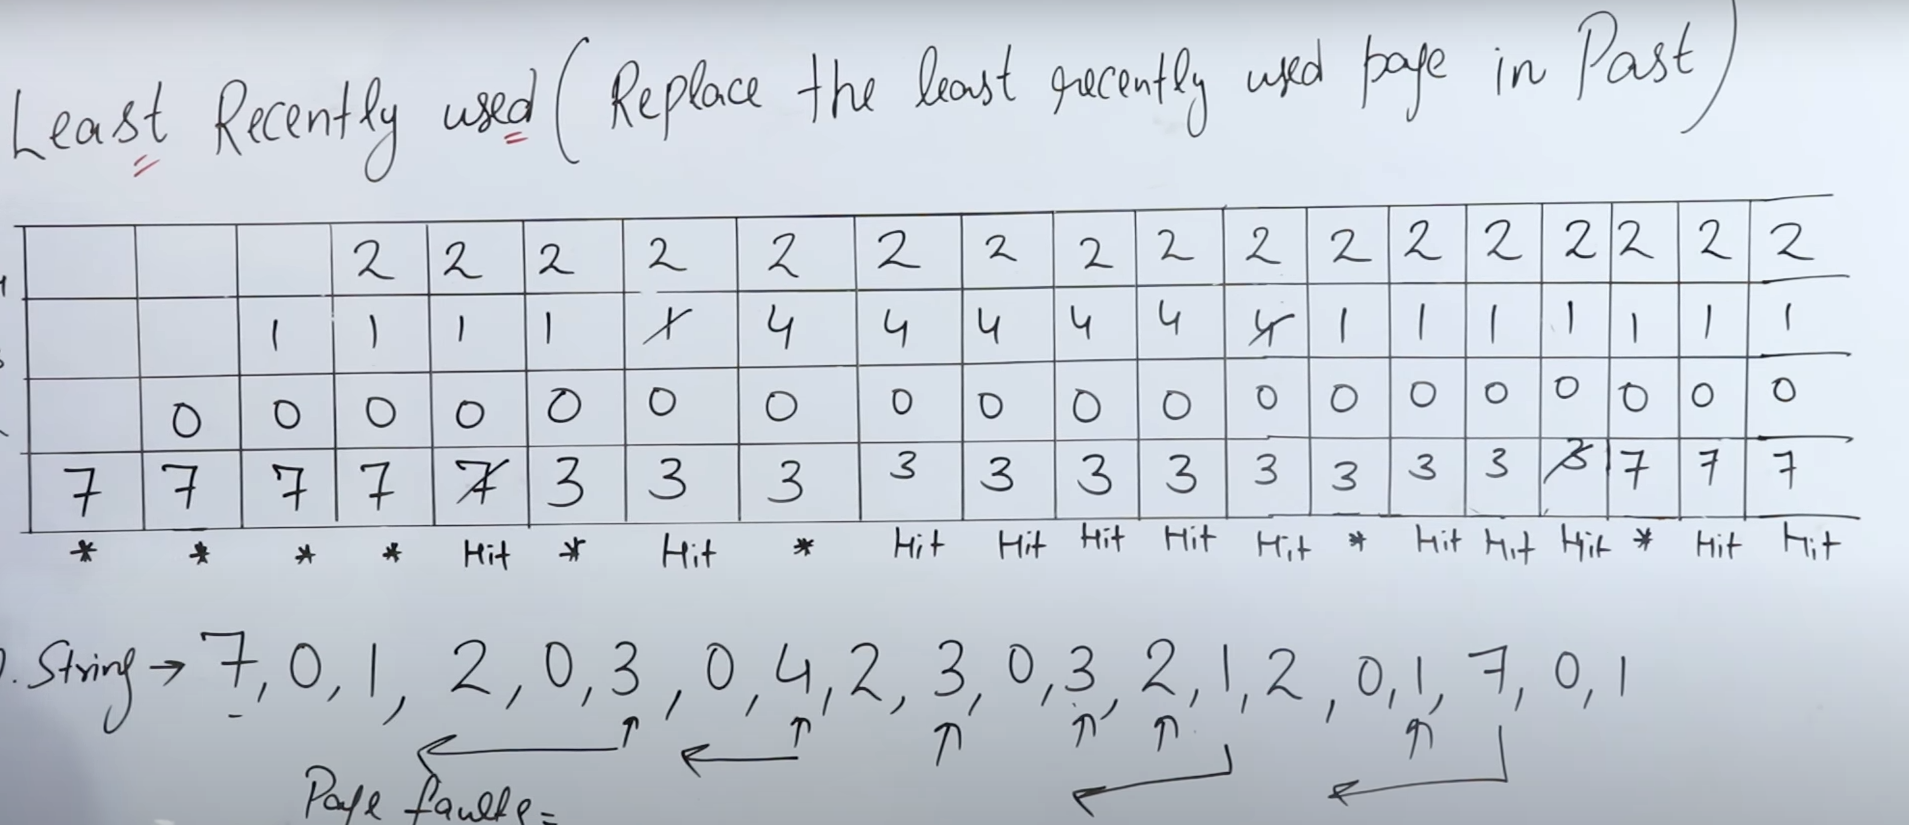 Least Recently used ( Replace the least recently used page in Past )
2 2 2 2 2 2 2 2 2 2 2 2 2 2 2 2 2
1 1 1 1 1 4 4 4 4 4 4 1 1 1 1 1 1 1
0 0 0 0 0 0 0 0 0 0 0 0 0 0 0 0 0 0 0
7 7 7 7 7 3 3 3 3 3 3 3 3 3 3 3 3 7 7 7
* * * * Hit * Hit * Hit Hit Hit Hit Hit * Hit Hit Hit * Hit Hit
. String → 7, 0, 1, 2, 0, 3, 0, 4, 2, 3, 0, 3, 2, 1, 2, 0, 1, 7, 0, 1
Page faults =